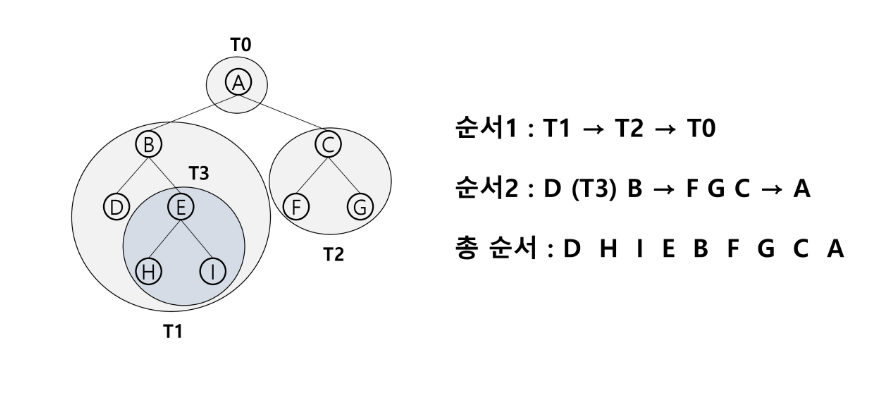 T0
A
B
C
T3
D
E
F
G
H
I
T2
T1
순서1 : T1 → T2 → T0
순서2 : D (T3) B → F G C → A
총 순서 : D H I E B F G C A